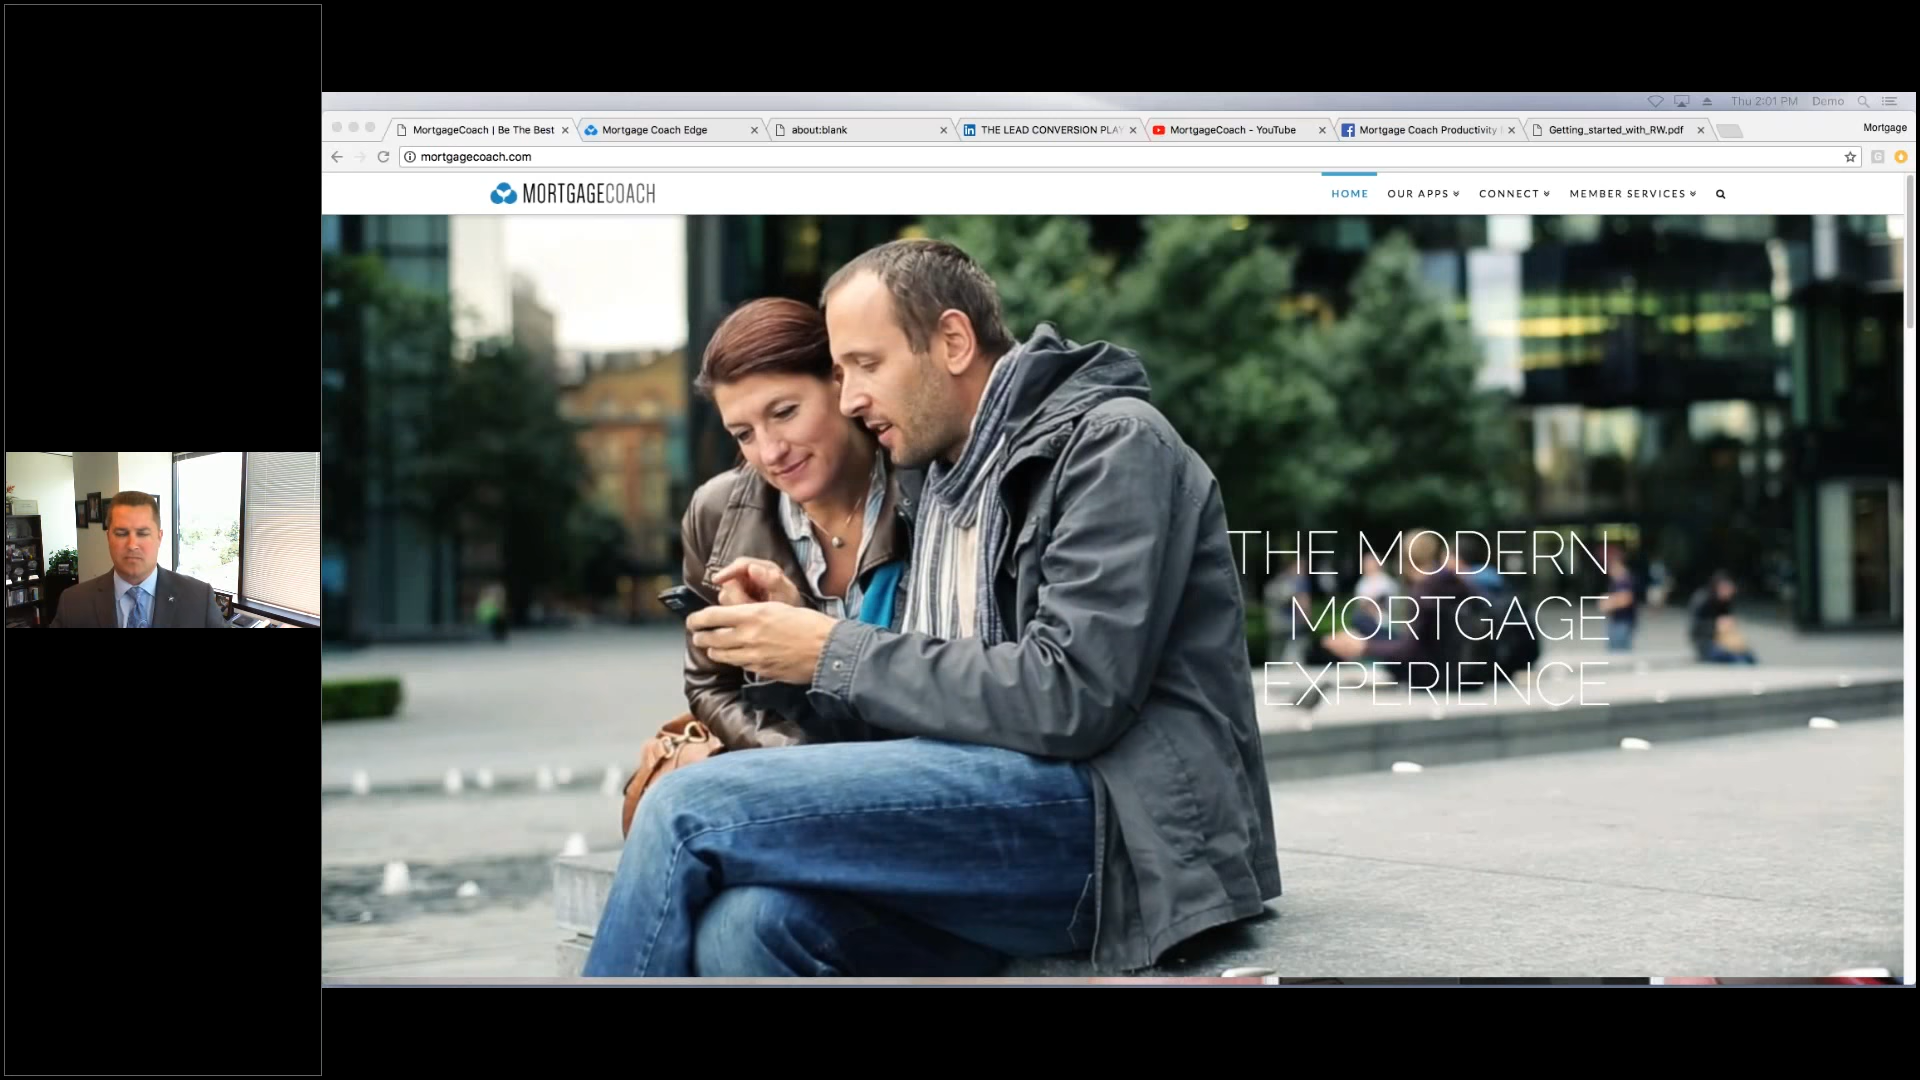 Thu 2:01 PM Demo
MortgageCoach | Be The Best
Mortgage Coach Edge
about:blank
THE LEAD CONVERSION PLAY
MortgageCoach - YouTube
Mortgage Coach Productivity
Getting_started_with_RW.pdf
Mortgage
mortgagecoach.com
MORTGAGECOACH
HOME OUR APPS CONNECT MEMBER SERVICES
THE MODERN
MORTGAGE
EXPERIENCE